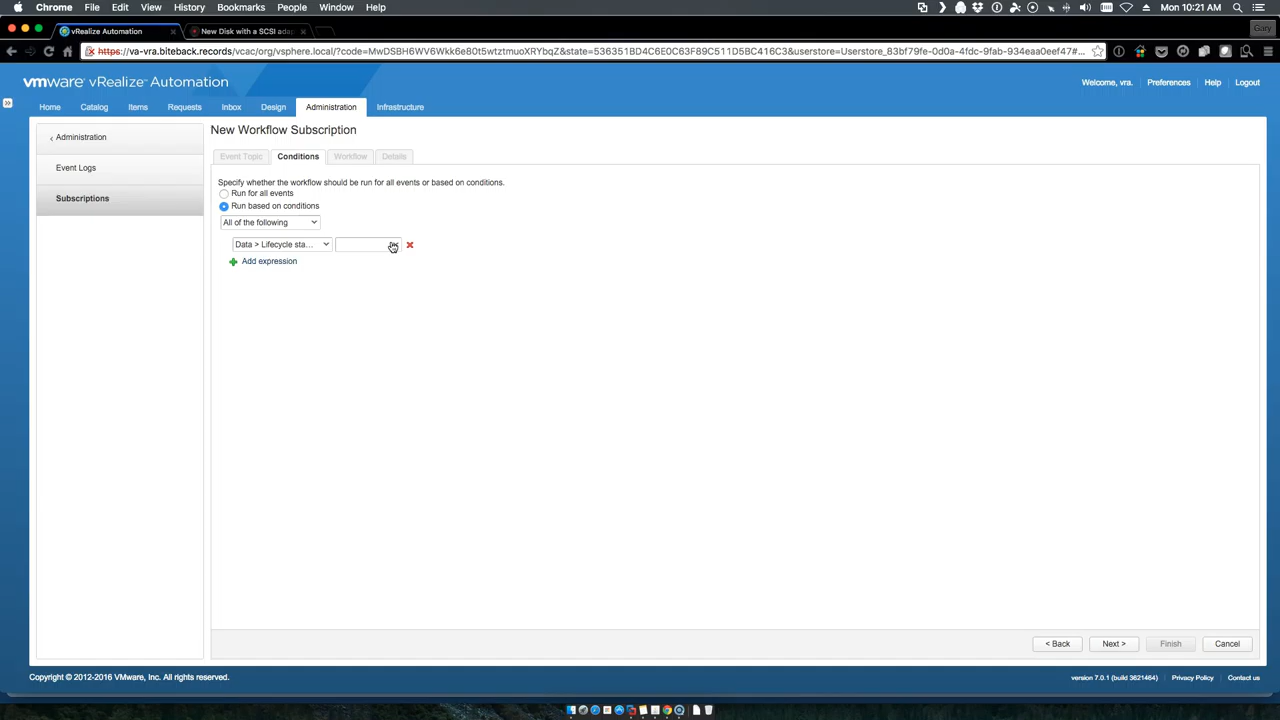 Chrome File Edit View History Bookmarks People Window Help
Mon 10:21 AM
vRealize Automation
New Disk with a SCSI adap
Gary
https://va-vra.biteback.records/vcac/org/vsphere.local/?code=MwDSBH6WV6Wkk6e80t5wtztmuoXRYbqZ&state=536351BD4C6E0C63F89C511D5BC416C3&userstore=Userstore_83bf79fe-0d0a-4fdc-9fab-934eaa0eef47#...
vmware vRealize Automation
Welcome, vra. Preferences Help Logout
Home Catalog Items Requests Inbox Design Administration Infrastructure
Administration
Event Logs
Subscriptions
New Workflow Subscription
Event Topic Conditions Workflow Details
Specify whether the workflow should be run for all events or based on conditions.
Run for all events
Run based on conditions
All of the following
Data > Lifecycle sta...
Add expression
< Back Next > Finish Cancel
Copyright © 2012-2016 VMware, Inc. All rights reserved.
version 7.0.1 (build 3621464) Privacy Policy Contact us